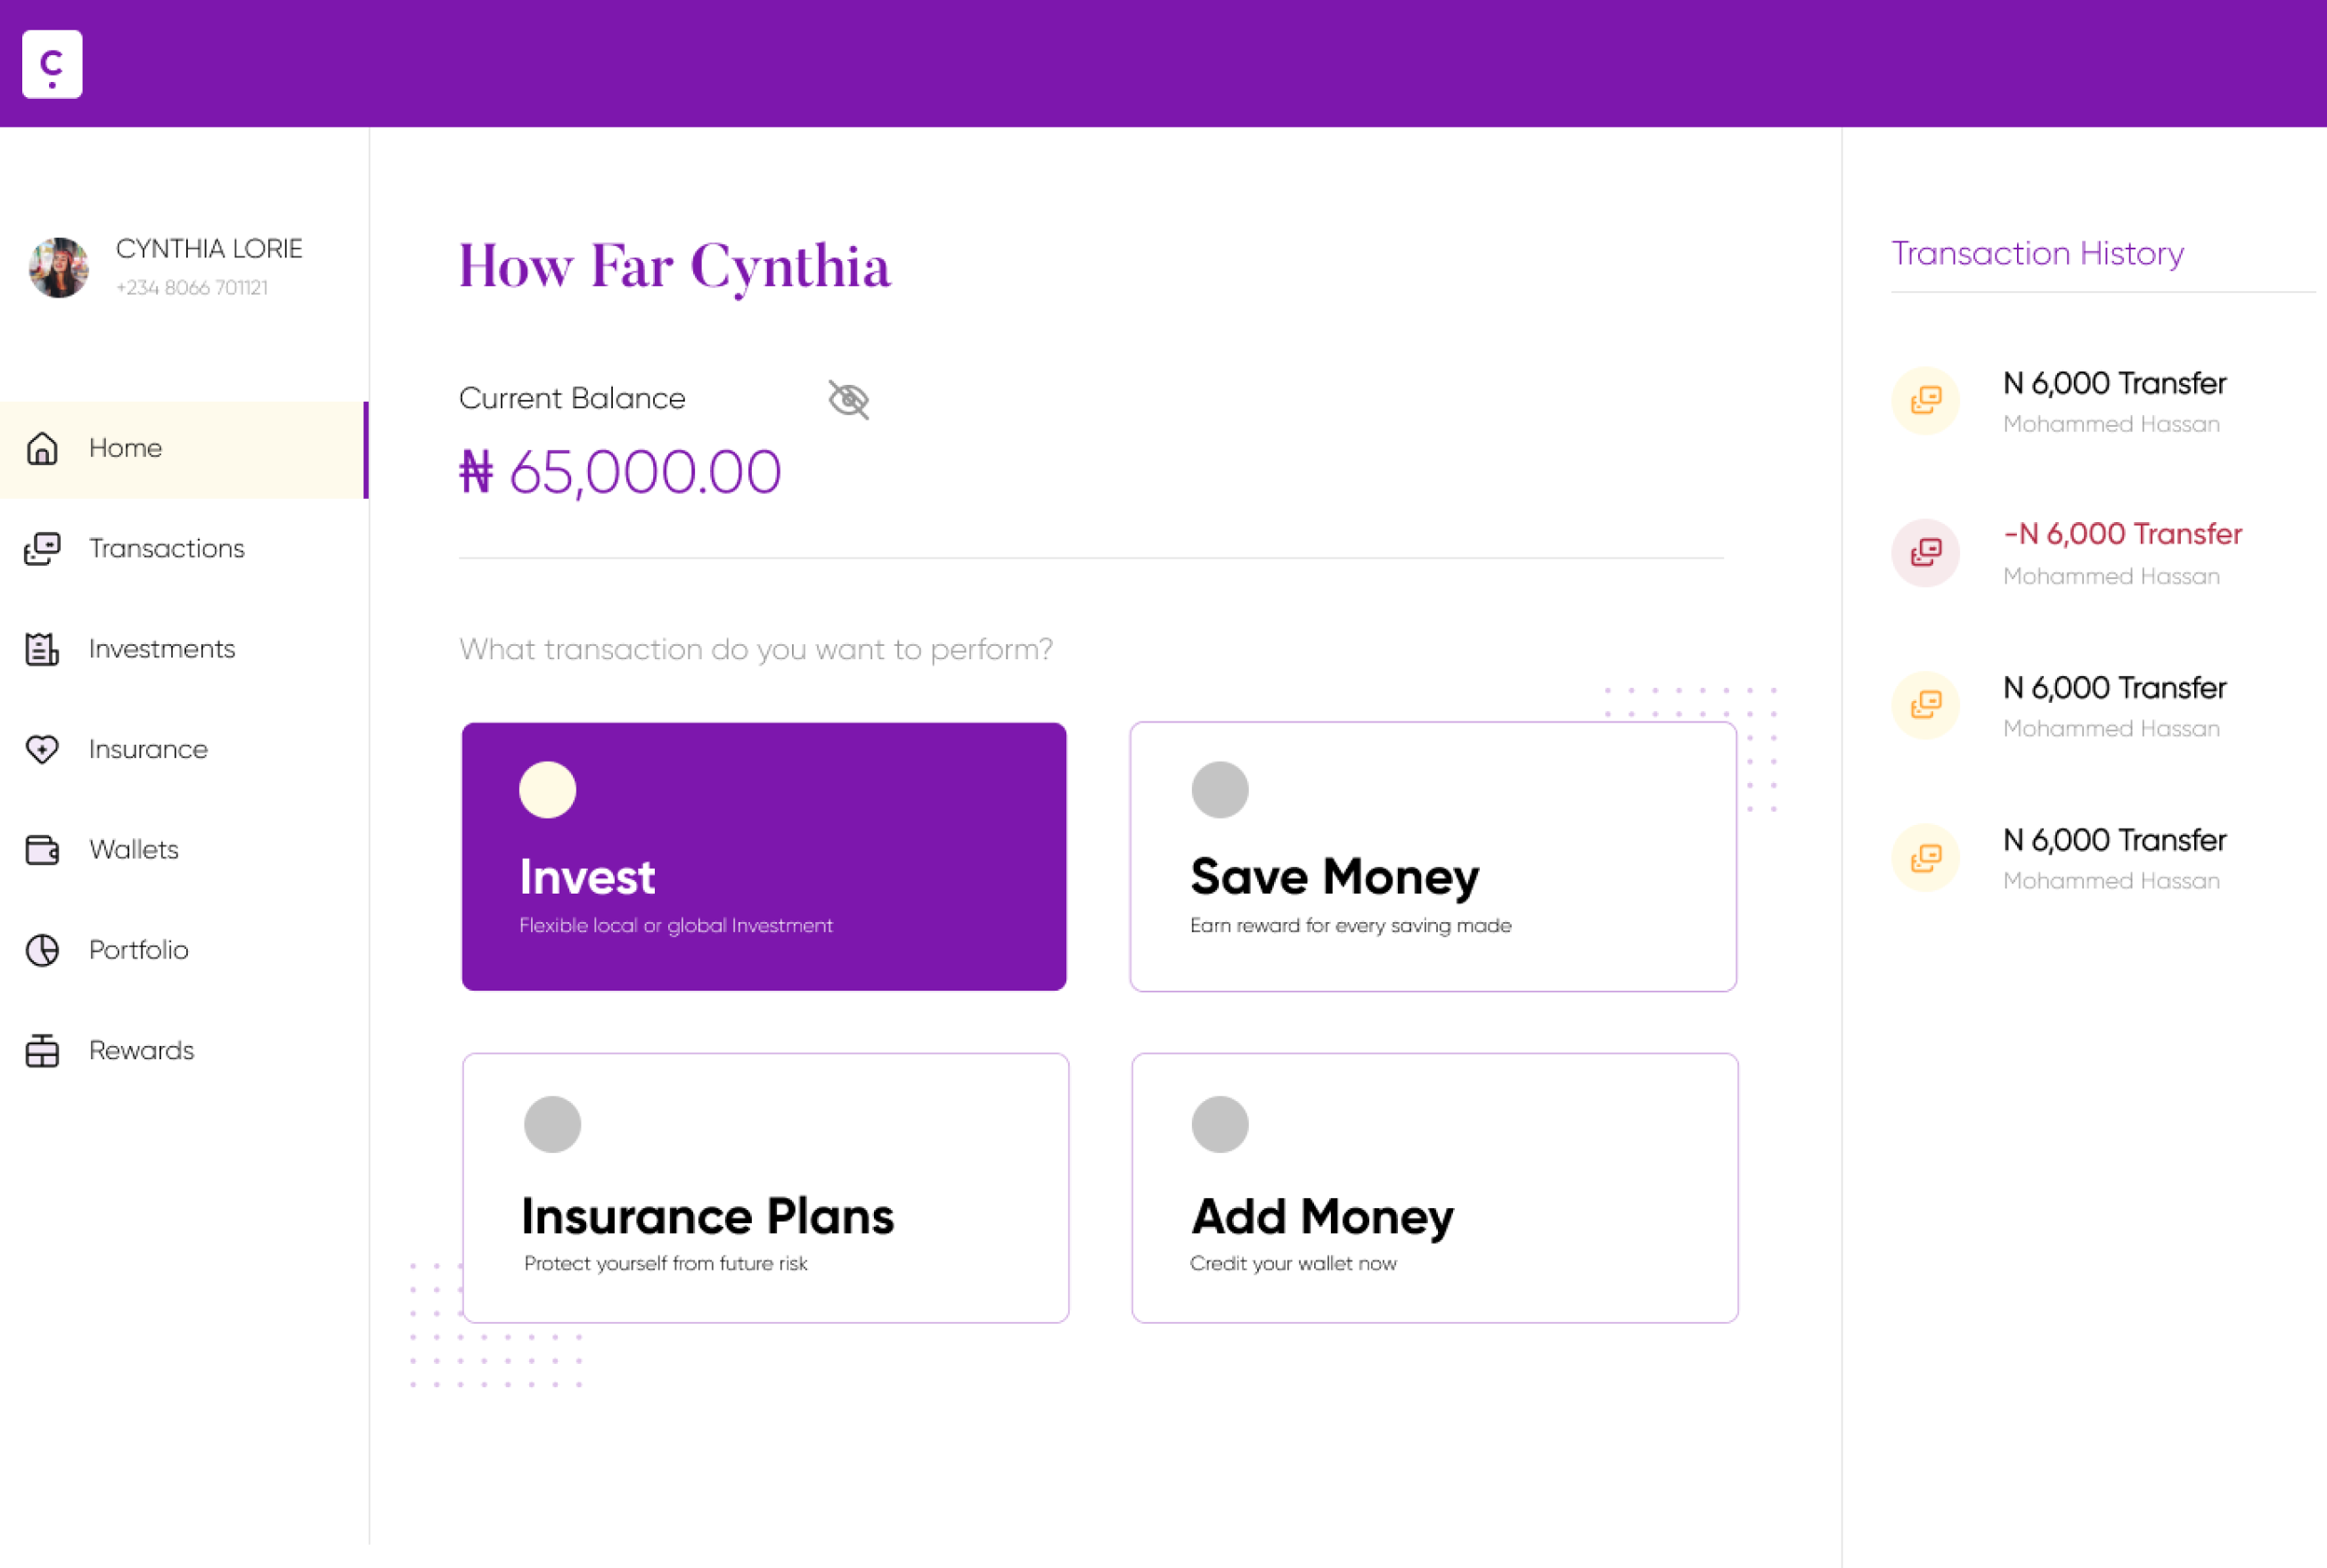 C
CYNTHIA LORIE
+234 8066 701121
Home
Transactions
Investments
Insurance
Wallets
Portfolio
Rewards
How Far Cynthia
Current Balance
₦ 65,000.00
What transaction do you want to perform?
Invest
Flexible local or global Investment
Save Money
Earn reward for every saving made
Insurance Plans
Protect yourself from future risk
Add Money
Credit your wallet now
Transaction History
N 6,000 Transfer
Mohammed Hassan
-N 6,000 Transfer
Mohammed Hassan
N 6,000 Transfer
Mohammed Hassan
N 6,000 Transfer
Mohammed Hassan